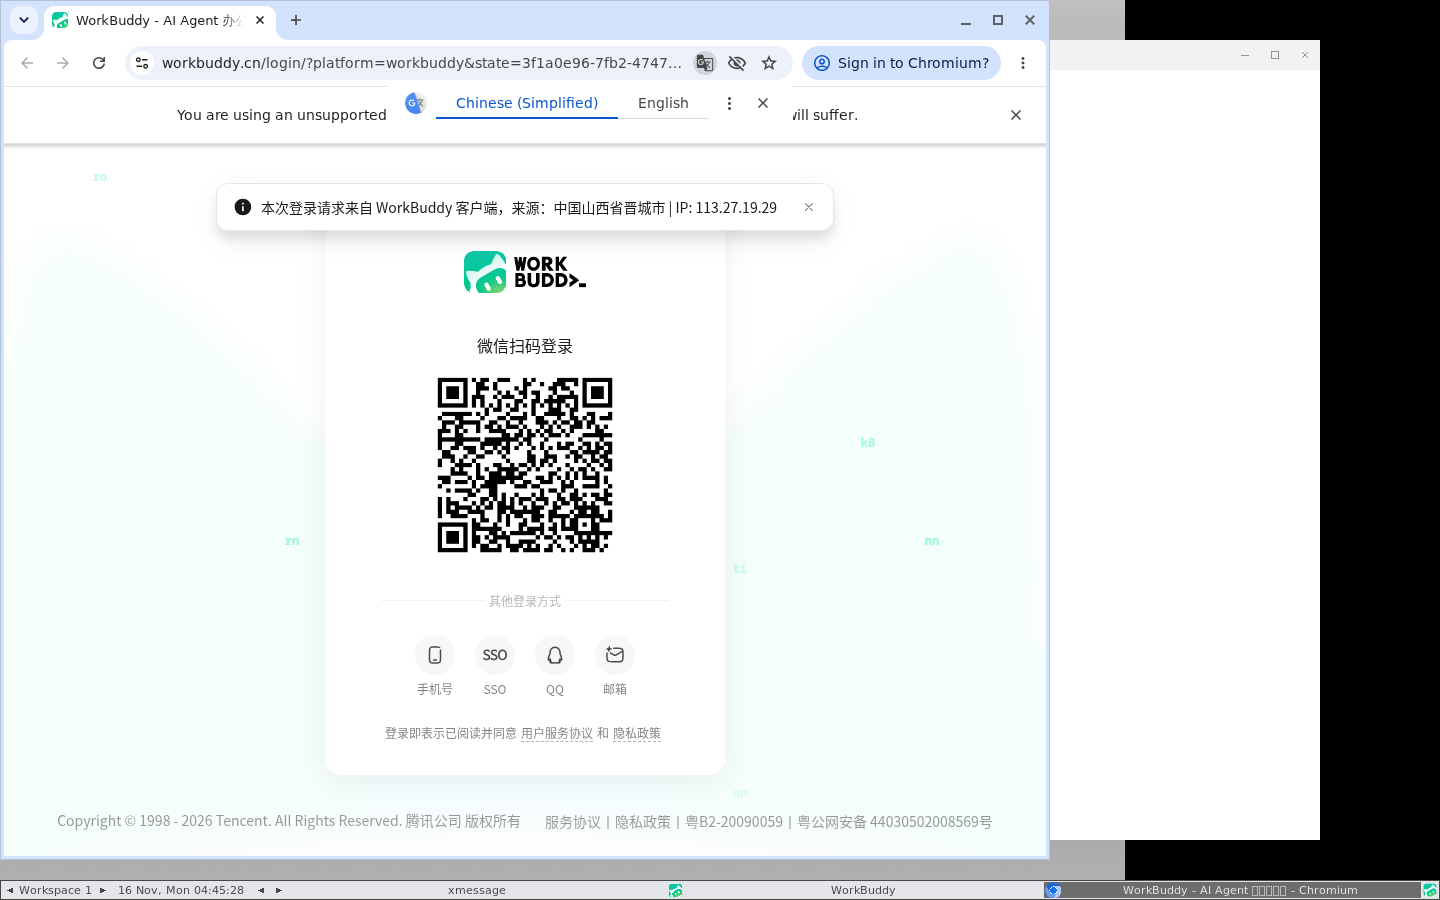 WorkBuddy - AI Agent 办
workbuddy.cn/login/?platform=workbuddy&state=3f1a0e96-7fb2-4747...
Sign in to Chromium?
Chinese (Simplified)
English
You are using an unsupported
will suffer.
ro
本次登录请求来自 WorkBuddy 客户端，来源：中国山西省晋城市 | IP: 113.27.19.29
WORK
BUDD>_
微信扫码登录
kB
rn
nn
ti
其他登录方式
SSO
手机号
SSO
QQ
邮箱
登录即表示已阅读并同意 用户服务协议 和 隐私政策
un
Copyright © 1998 - 2026 Tencent. All Rights Reserved. 腾讯公司 版权所有
服务协议 | 隐私政策 | 粤B2-20090059 | 粤公网安备 44030502008569号
Workspace 1
16 Nov, Mon 04:45:28
xmessage
WorkBuddy
WorkBuddy - AI Agent □□□□□ - Chromium